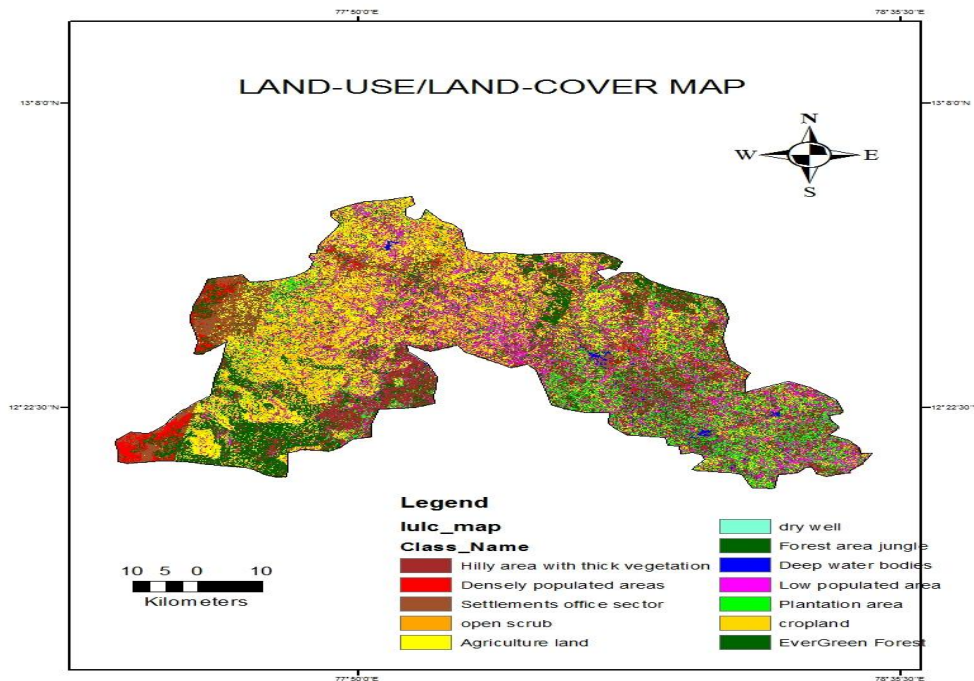 77°50'0"E
78°35'30"E
LAND-USE/LAND-COVER MAP
13°8'0"N
13°8'0"N
N
W
E
S
12°22'30"N
12°22'30"N
Legend
lulc_map
Class_Name
Hilly area with thick vegetation
Densely populated areas
Settlements office sector
open scrub
Agriculture land
dry well
Forest area jungle
Deep water bodies
Low populated area
Plantation area
cropland
EverGreen Forest
10 5 0 10
Kilometers
77°50'0"E
78°35'30"E